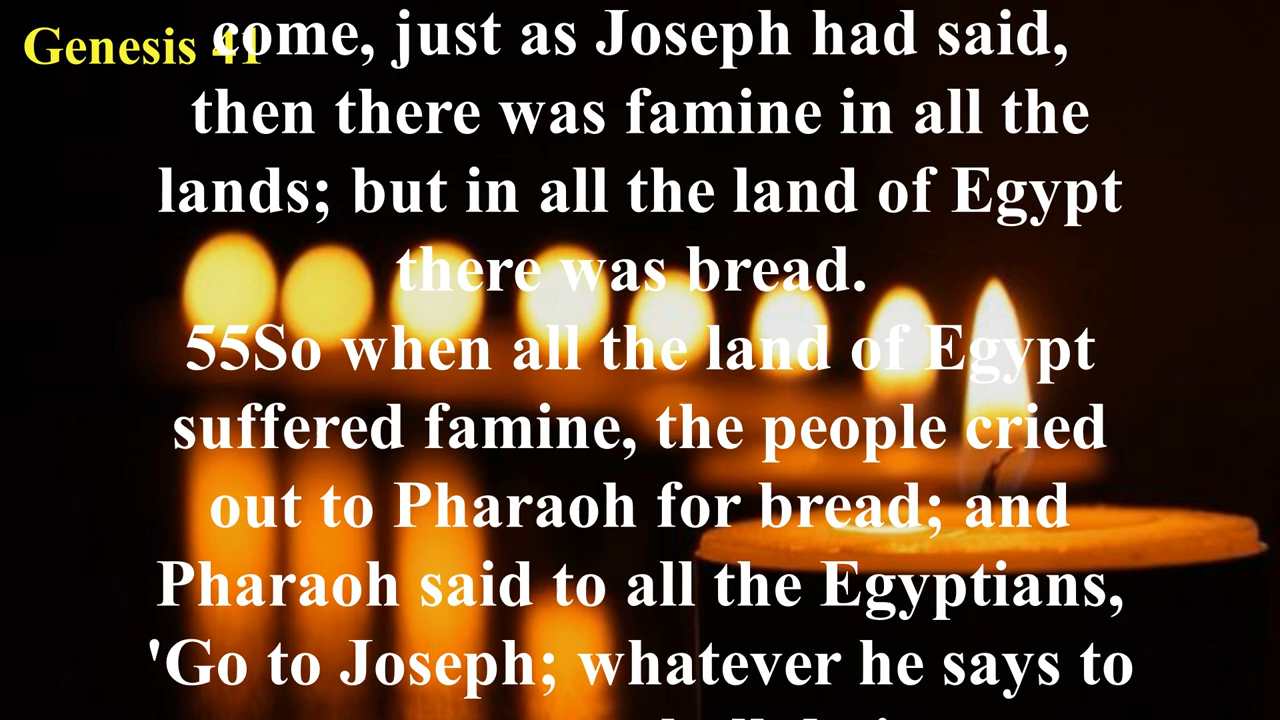 Genesis 41
come, just as Joseph had said,
then there was famine in all the
lands; but in all the land of Egypt
there was bread.
55So when all the land of Egypt
suffered famine, the people cried
out to Pharaoh for bread; and
Pharaoh said to all the Egyptians,
'Go to Joseph; whatever he says to